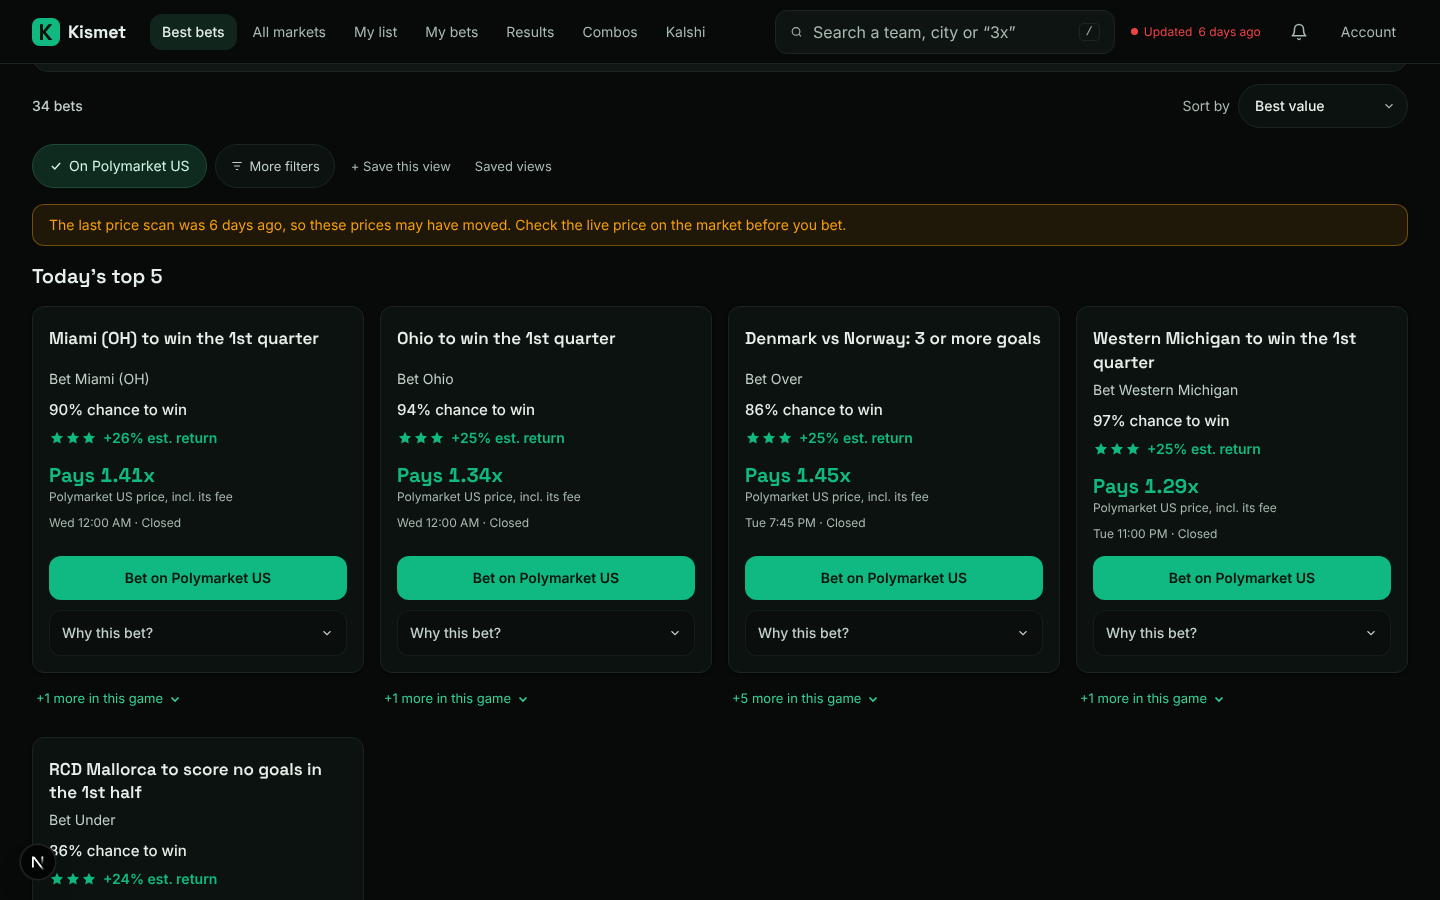 K Kismet Best bets All markets My list My bets Results Combos Kalshi Search a team, city or “3x” / Updated 6 days ago Account
34 bets Sort by Best value
On Polymarket US More filters + Save this view Saved views
The last price scan was 6 days ago, so these prices may have moved. Check the live price on the market before you bet.
Today’s top 5
Miami (OH) to win the 1st quarter
Bet Miami (OH)
90% chance to win
+26% est. return
Pays 1.41x
Polymarket US price, incl. its fee
Wed 12:00 AM · Closed
Bet on Polymarket US
Why this bet?
+1 more in this game
Ohio to win the 1st quarter
Bet Ohio
94% chance to win
+25% est. return
Pays 1.34x
Polymarket US price, incl. its fee
Wed 12:00 AM · Closed
Bet on Polymarket US
Why this bet?
+1 more in this game
Denmark vs Norway: 3 or more goals
Bet Over
86% chance to win
+25% est. return
Pays 1.45x
Polymarket US price, incl. its fee
Tue 7:45 PM · Closed
Bet on Polymarket US
Why this bet?
+5 more in this game
Western Michigan to win the 1st
quarter
Bet Western Michigan
97% chance to win
+25% est. return
Pays 1.29x
Polymarket US price, incl. its fee
Tue 11:00 PM · Closed
Bet on Polymarket US
Why this bet?
+1 more in this game
RCD Mallorca to score no goals in
the 1st half
Bet Under
86% chance to win
+24% est. return
N